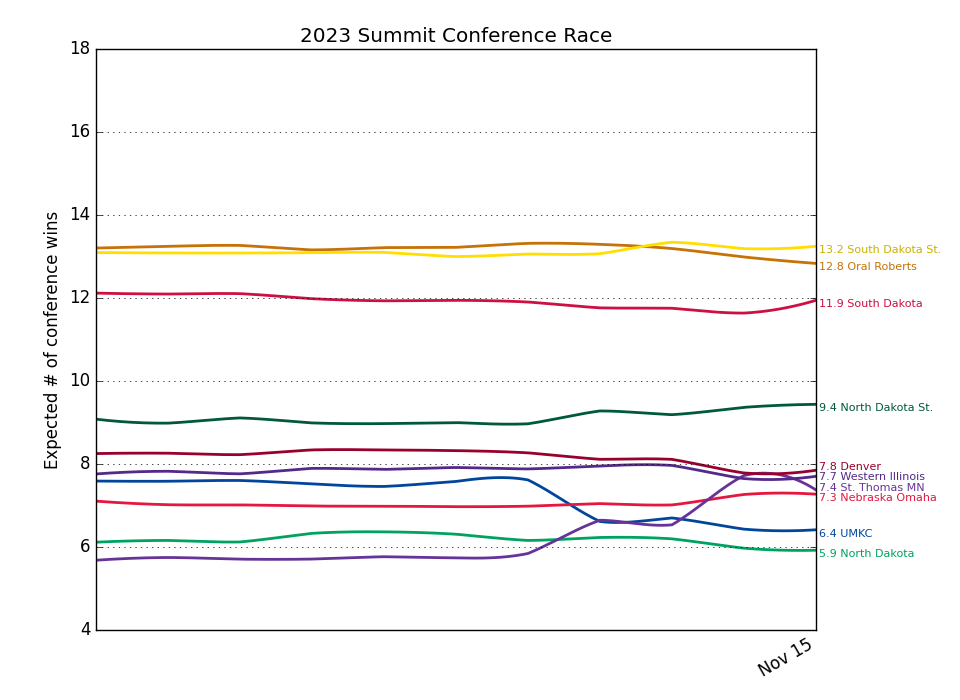 2023 Summit Conference Race
18
16
14
12
10
8
6
4
Expected # of conference wins
13.2 South Dakota St.
12.8 Oral Roberts
11.9 South Dakota
9.4 North Dakota St.
7.8 Denver
7.7 Western Illinois
7.4 St. Thomas MN
7.3 Nebraska Omaha
6.4 UMKC
5.9 North Dakota
Nov 15